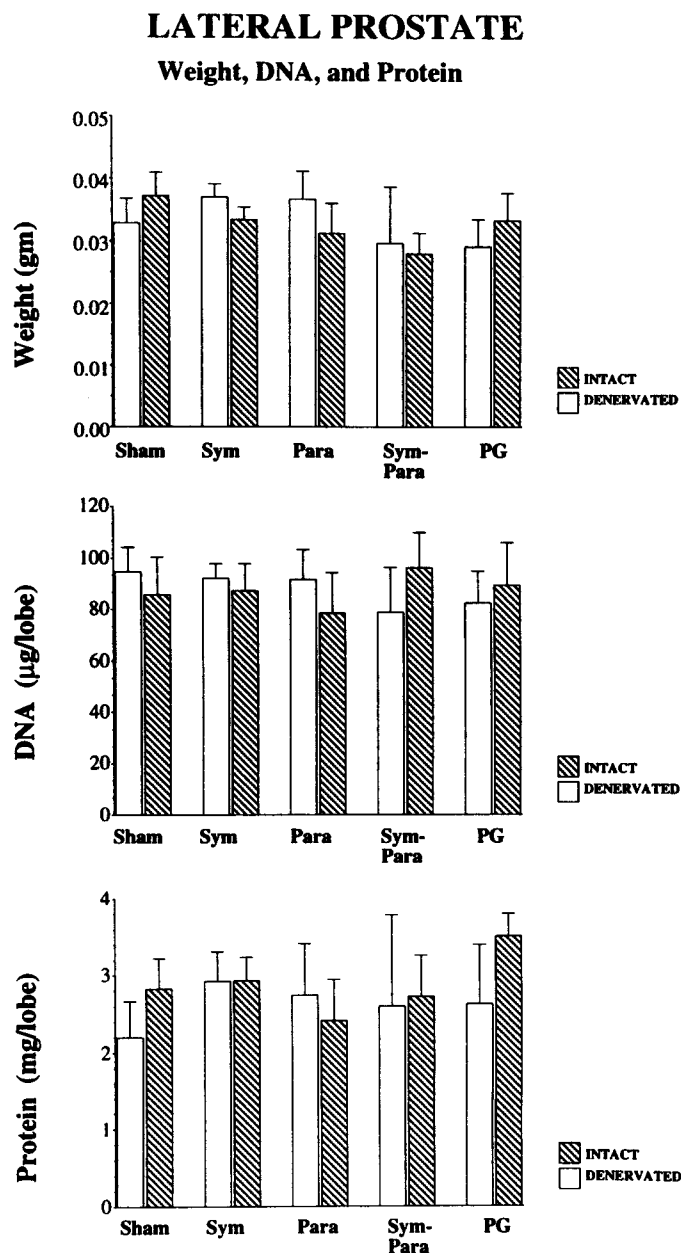 LATERAL PROSTATE
Weight, DNA, and Protein
Weight (gm)
0.05
0.04
0.03
0.02
0.01
0.00
Sham Sym Para Sym-Para PG
INTACT
DENERVATED
DNA (µg/lobe)
120
100
80
60
40
20
0
Sham Sym Para Sym-Para PG
INTACT
DENERVATED
Protein (mg/lobe)
4
3
2
1
0
Sham Sym Para Sym-Para PG
INTACT
DENERVATED